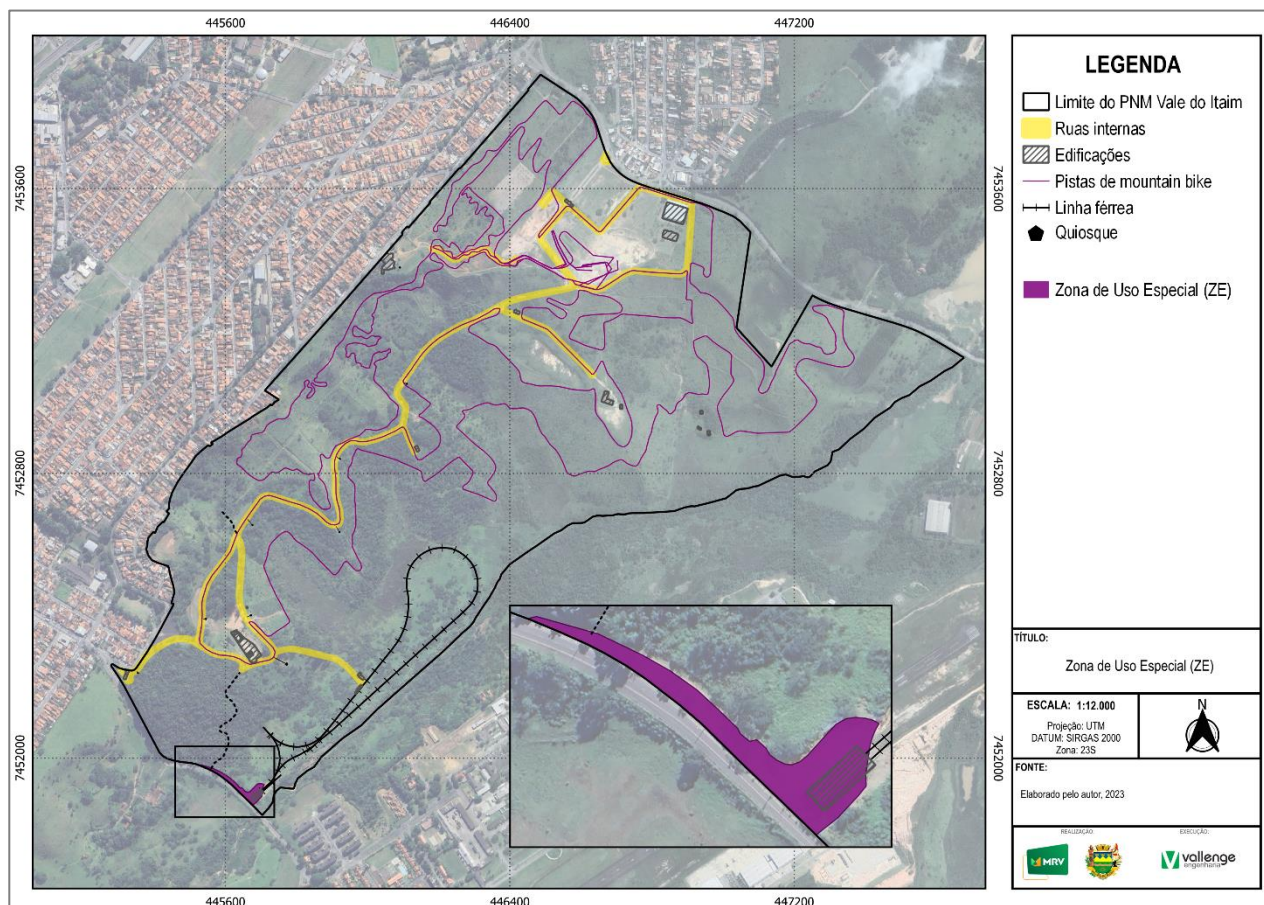 445600
446400
447200
7453600
7452800
7452000
7453600
7452800
7452000
445600
446400
447200
LEGENDA
Limite do PNM Vale do Itaim
Ruas internas
Edificações
Pistas de mountain bike
Linha férrea
Quiosque
Zona de Uso Especial (ZE)
TÍTULO:
Zona de Uso Especial (ZE)
ESCALA: 1:12.000
Projeção: UTM
DATUM: SIRGAS 2000
Zona: 23S
N
FONTE:
Elaborado pelo autor, 2023
REALIZAÇÃO:
EXECUÇÃO:
MRV
vallenge
engenharia